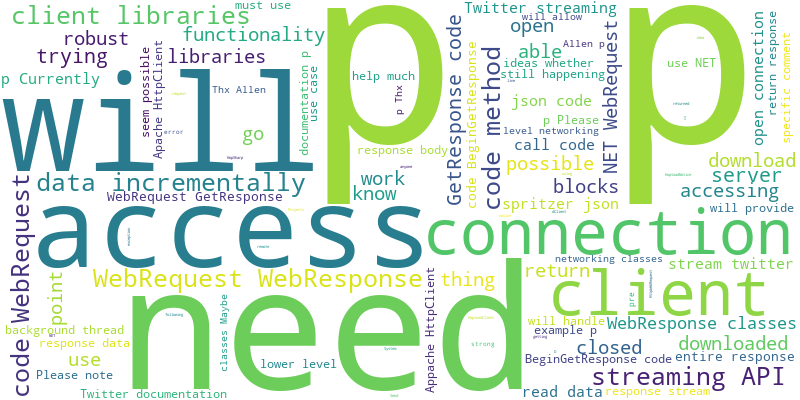 client libraries
must use
Twitter streaming
will allow
robust
functionality
GetResponse code
open
Allen p
trying
libraries
able
ideas whether
still happening
p Currently
Thx Allen
help much
code method
use NET
seem possible
Apache HttpClient
documentation p
use case
p Thx
json code
p Please
NET WebRequest
open connection
return response
specific comment
will
p
p
go
level networking
call code
response body
code BeginGetResponse
possible
download
data incrementally
work
know
blocks
server
accessing
WebRequest GetResponse
spritzer json
will provide
access
connection
code WebRequest
networking classes
WebRequest WebResponse
thing
return
stream twitter
point
need
client
background thread
response data
classes Maybe
Appache HttpClient
will handle
pre
WebResponse classes
example p
strong
use
lower level
closed
downloaded
Please note
BeginGetResponse code
entire response
streaming API
Twitter documentation
read data
response stream
error